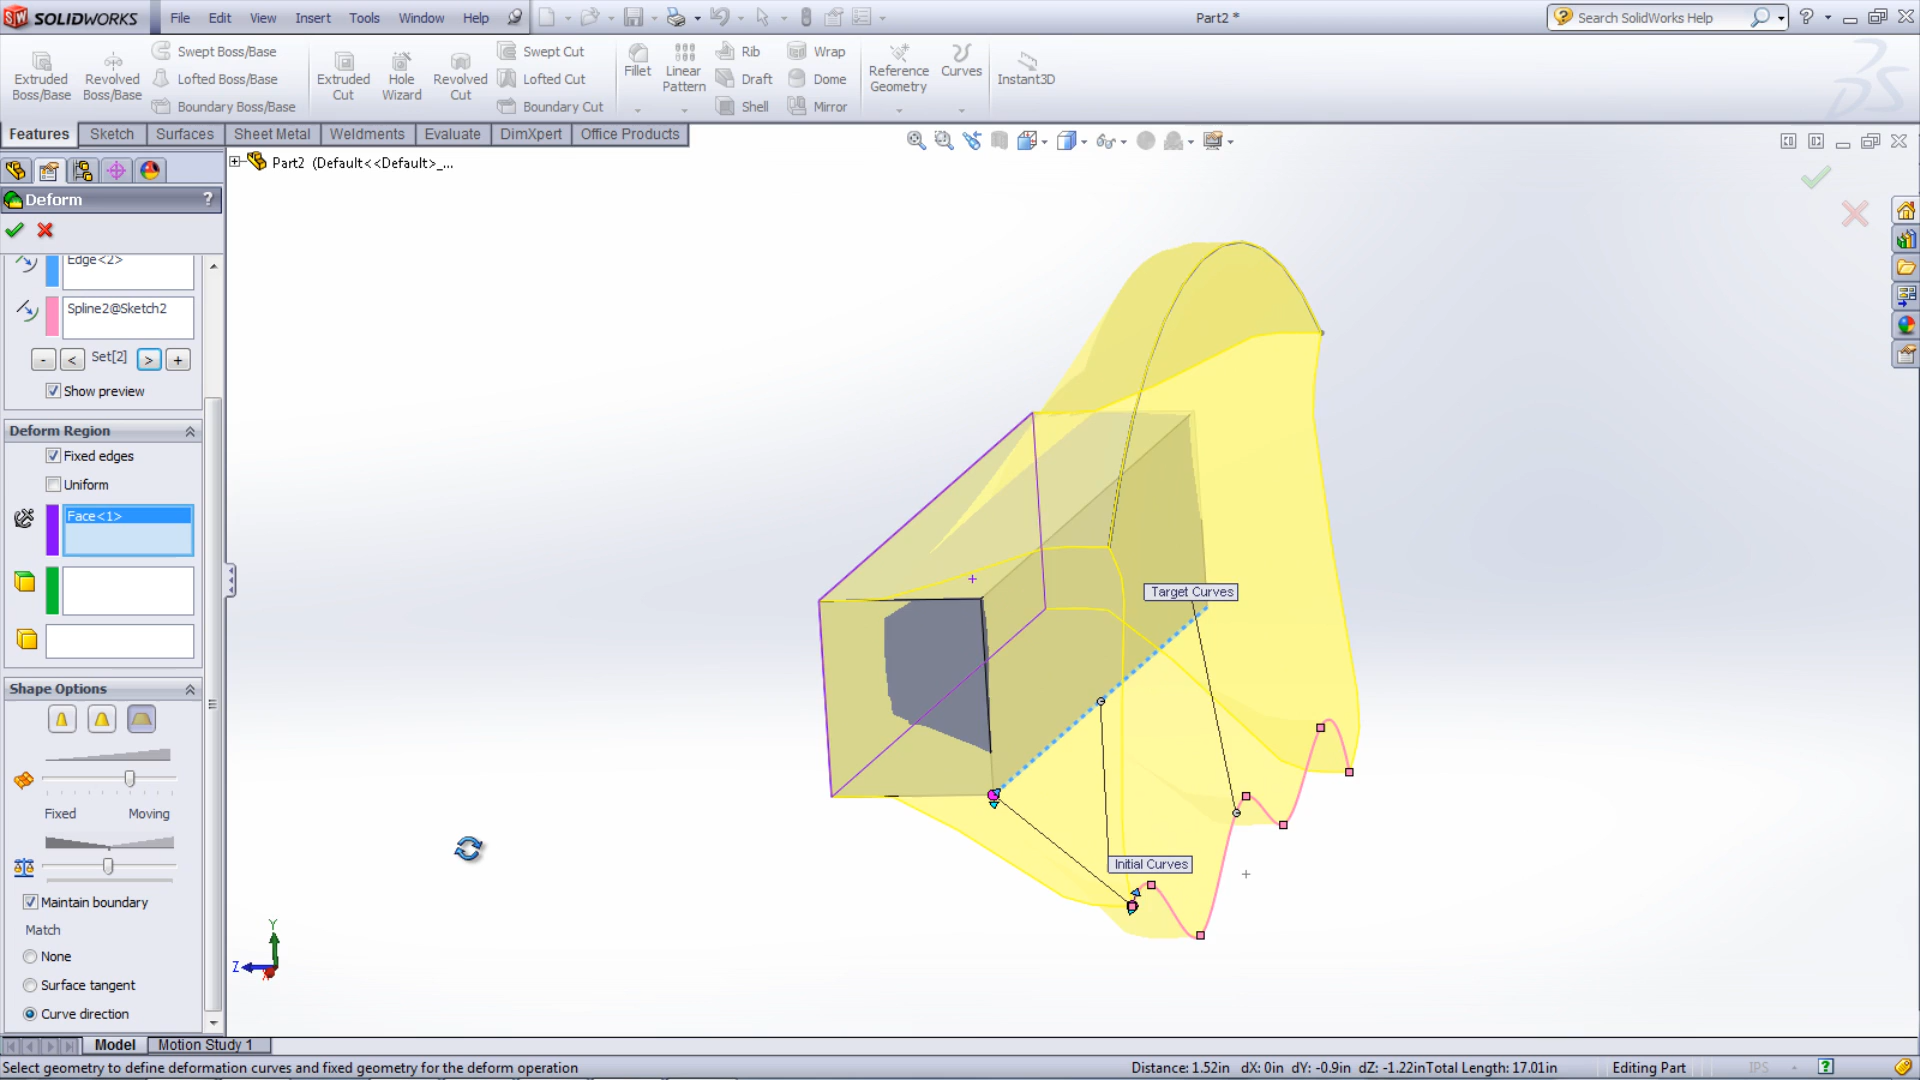 SOLIDWORKS File Edit View Insert Tools Window Help Part2 * Search SolidWorks Help
Extruded Boss/Base
Revolved Boss/Base
Swept Boss/Base
Lofted Boss/Base
Boundary Boss/Base
Extruded Cut
Hole Wizard
Revolved Cut
Swept Cut
Lofted Cut
Boundary Cut
Fillet
Linear Pattern
Rib
Draft
Shell
Wrap
Dome
Mirror
Reference Geometry
Curves
Instant3D
Features Sketch Surfaces Sheet Metal Weldments Evaluate DimXpert Office Products
Part2 (Default<<Default>_...
Deform ?
Edge<2>
Spline2@Sketch2
- < Set[2] > +
Show preview
Deform Region
Fixed edges
Uniform
Face<1>
Shape Options
Fixed Moving
Maintain boundary
Match
None
Surface tangent
Curve direction
Target Curves
Initial Curves
Y
Z
Model Motion Study 1
Select geometry to define deformation curves and fixed geometry for the deform operation Distance: 1.52in dX: 0in dY: -0.9in dZ: -1.22inTotal Length: 17.01in Editing Part IPS ?